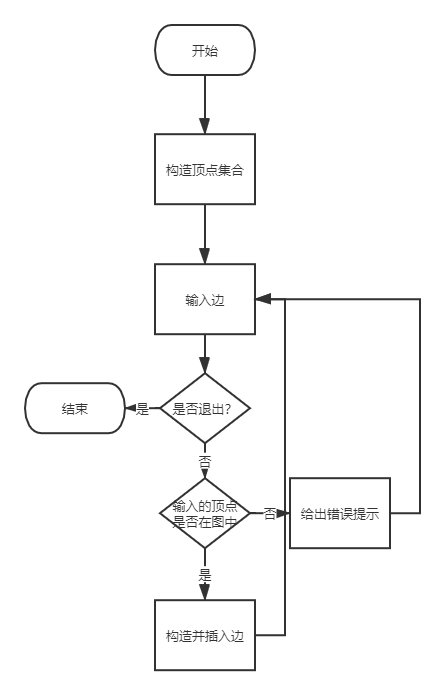 开始
构造顶点集合
输入边
是否退出?
是
结束
否
输入的顶点
是否在图中
否
给出错误提示
是
构造并插入边